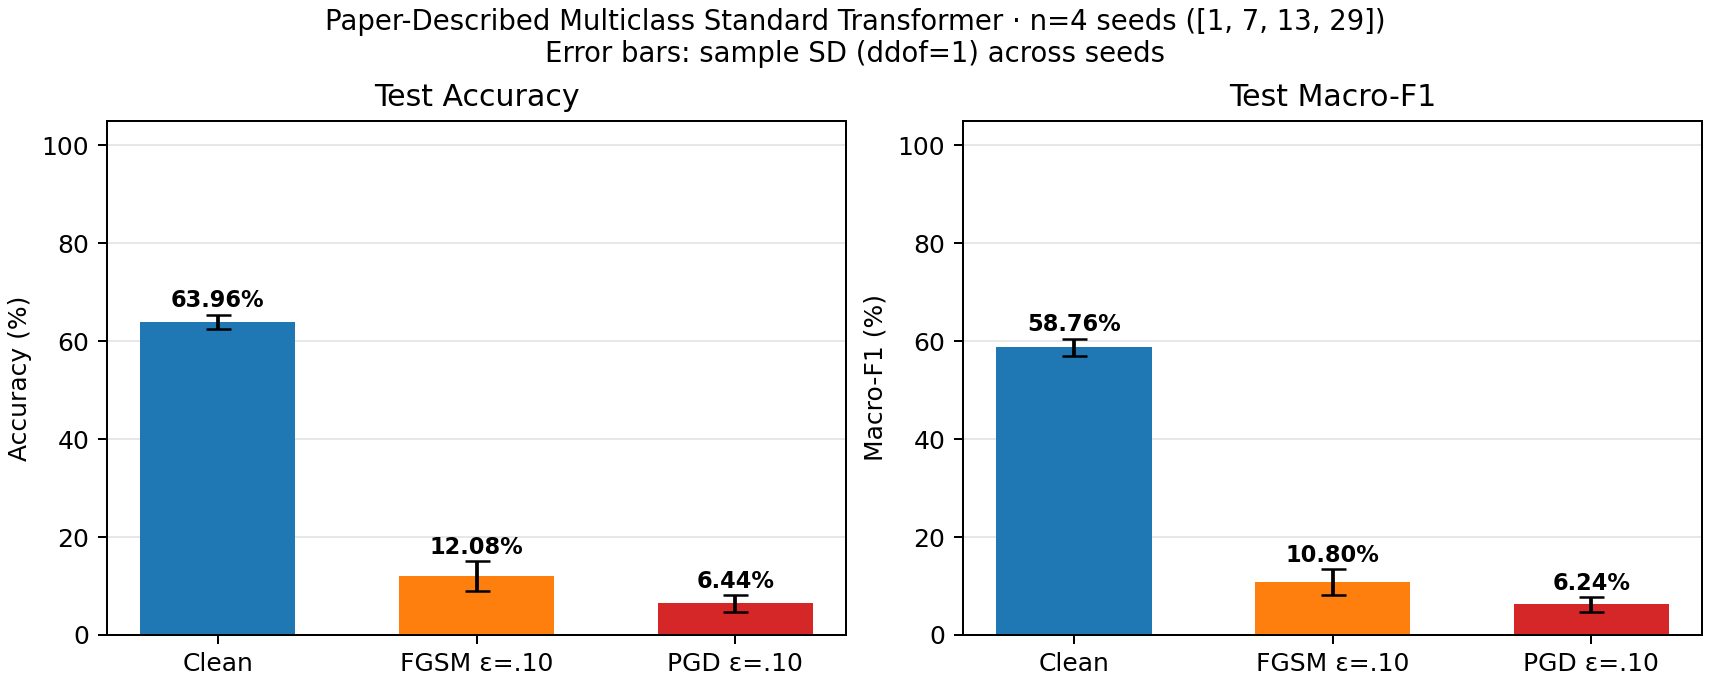 Paper-Described Multiclass Standard Transformer · n=4 seeds ([1, 7, 13, 29])
Error bars: sample SD (ddof=1) across seeds
Test Accuracy
Accuracy (%)
100
80
60
40
20
0
63.96%
12.08%
6.44%
Clean
FGSM ε=.10
PGD ε=.10
Test Macro-F1
Macro-F1 (%)
100
80
60
40
20
0
58.76%
10.80%
6.24%
Clean
FGSM ε=.10
PGD ε=.10